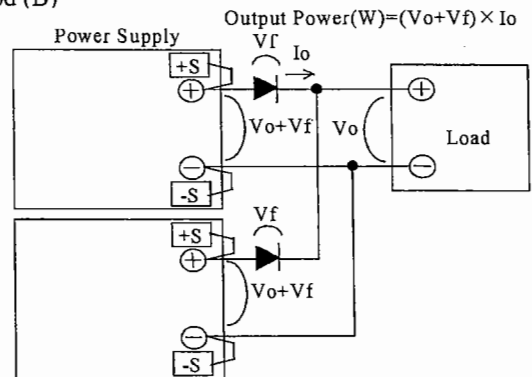 od (B)
Output Power(W)=(Vo+Vf)×Io
Power Supply
Vf
Io
+S
+
Vo+Vf
Vo
+
Load
−
−
-S
Vf
+S
+
Vo+Vf
−
-S